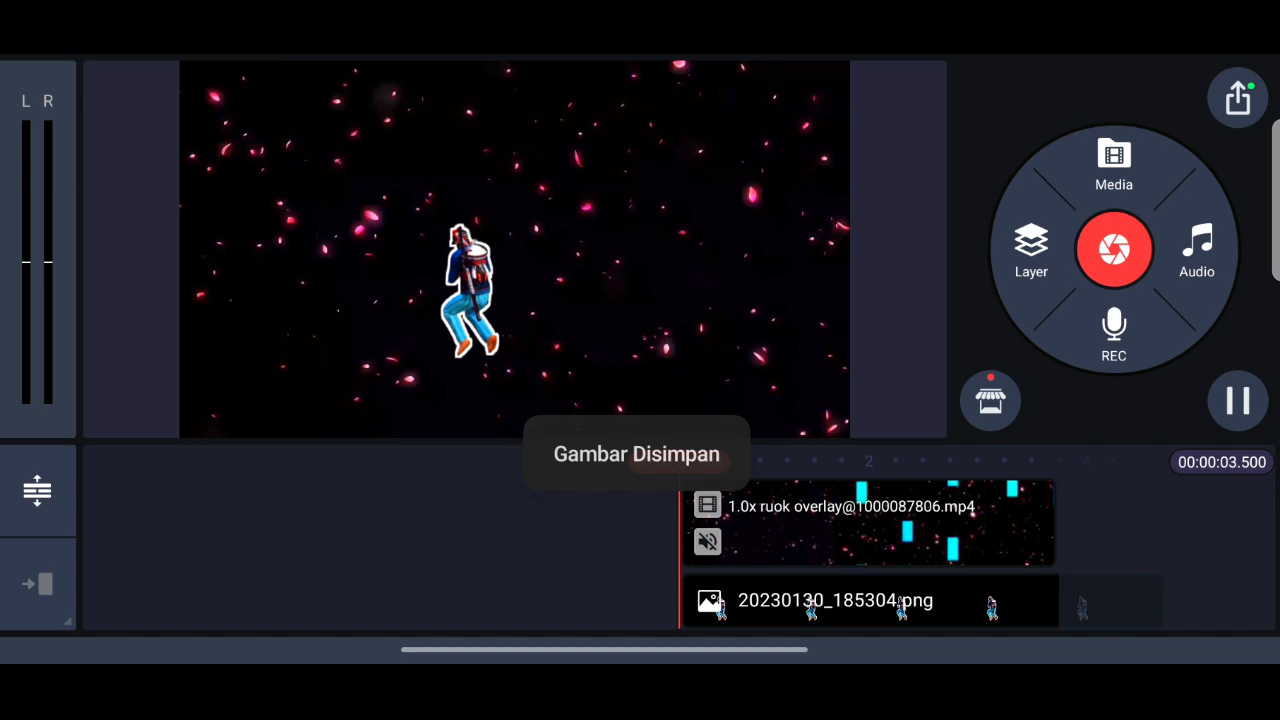 L R
Media
Layer
Audio
REC
Gambar Disimpan
2
4
00:00:03.500
1.0x ruok overlay@1000087806.mp4
20230130_185304.png